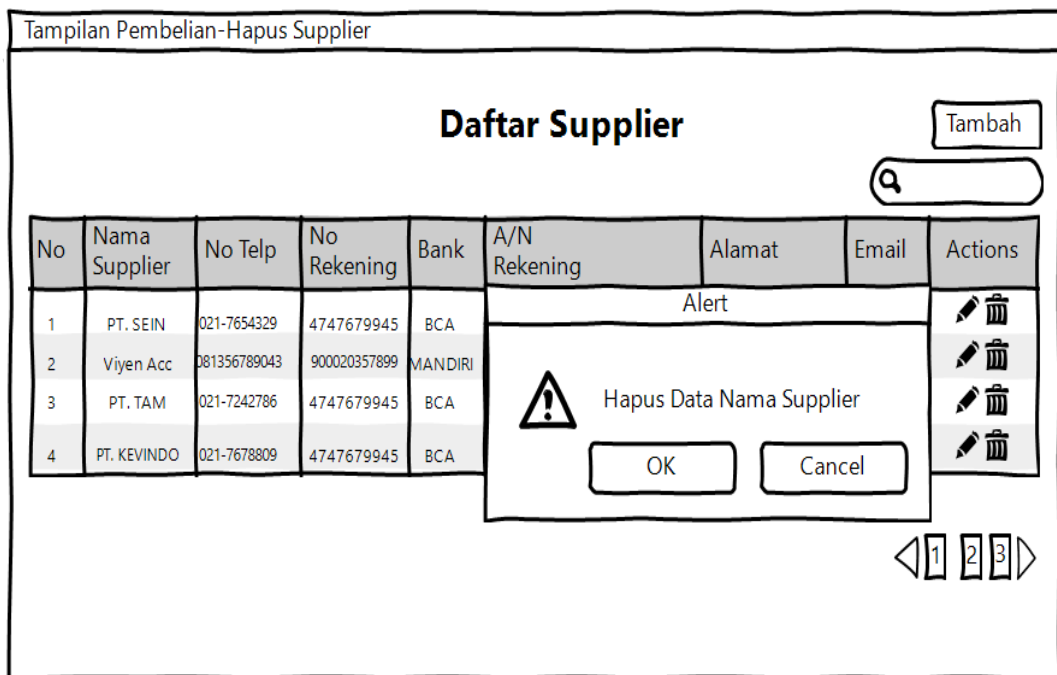 Tampilan Pembelian-Hapus Supplier
Daftar Supplier
Tambah
No Nama Supplier No Telp No Rekening Bank A/N Rekening Alamat Email Actions
1 PT. SEIN 021-7654329 4747679945 BCA
2 Viyen Acc 081356789043 900020357899 MANDIRI
3 PT. TAM 021-7242786 4747679945 BCA
4 PT. KEVINDO 021-7678809 4747679945 BCA
Alert
Hapus Data Nama Supplier
OK Cancel
1 2 3